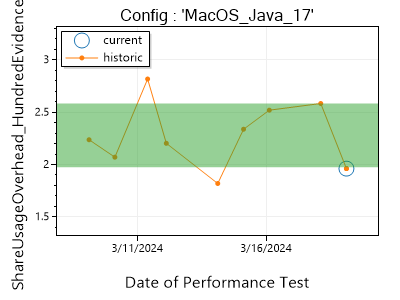 Config : 'MacOS_Java_17'
current
historic
ShareUsageOverhead_HundredEvidence
3
2.5
2
1.5
3/11/2024
3/16/2024
Date of Performance Test